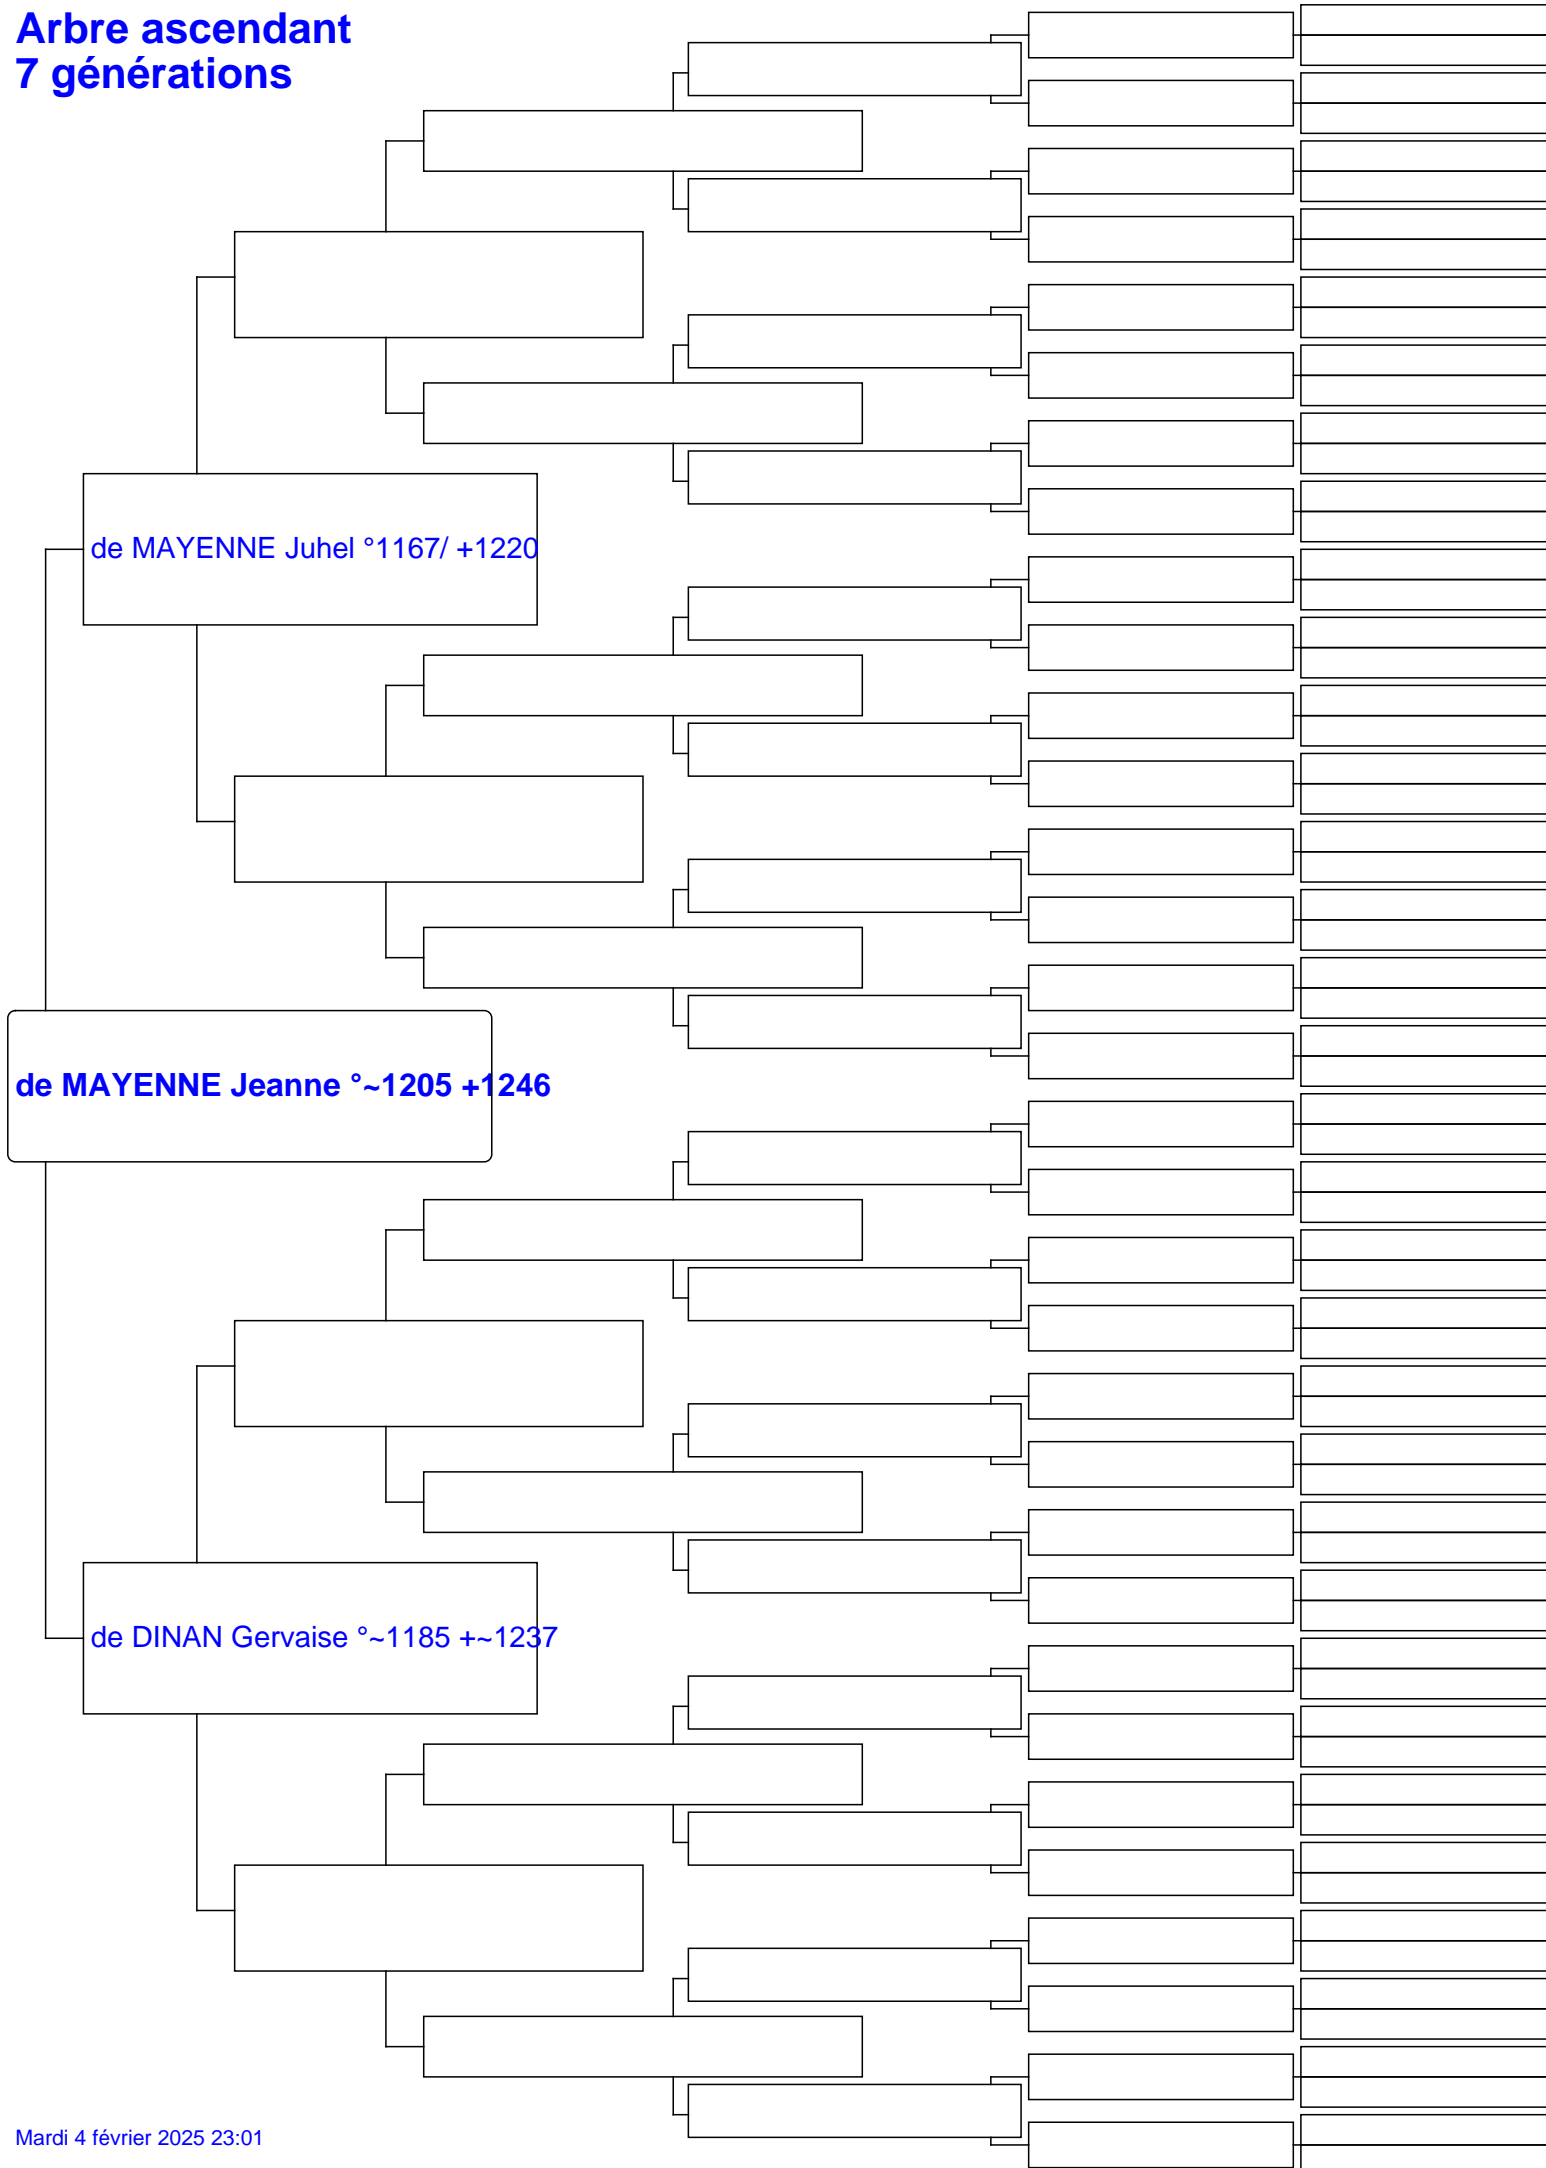 Arbre ascendant
7 générations
de MAYENNE Juhel °1167/ +1220
de MAYENNE Jeanne °~1205 +1246
de DINAN Gervaise °~1185 +~1237
Mardi 4 février 2025 23:01